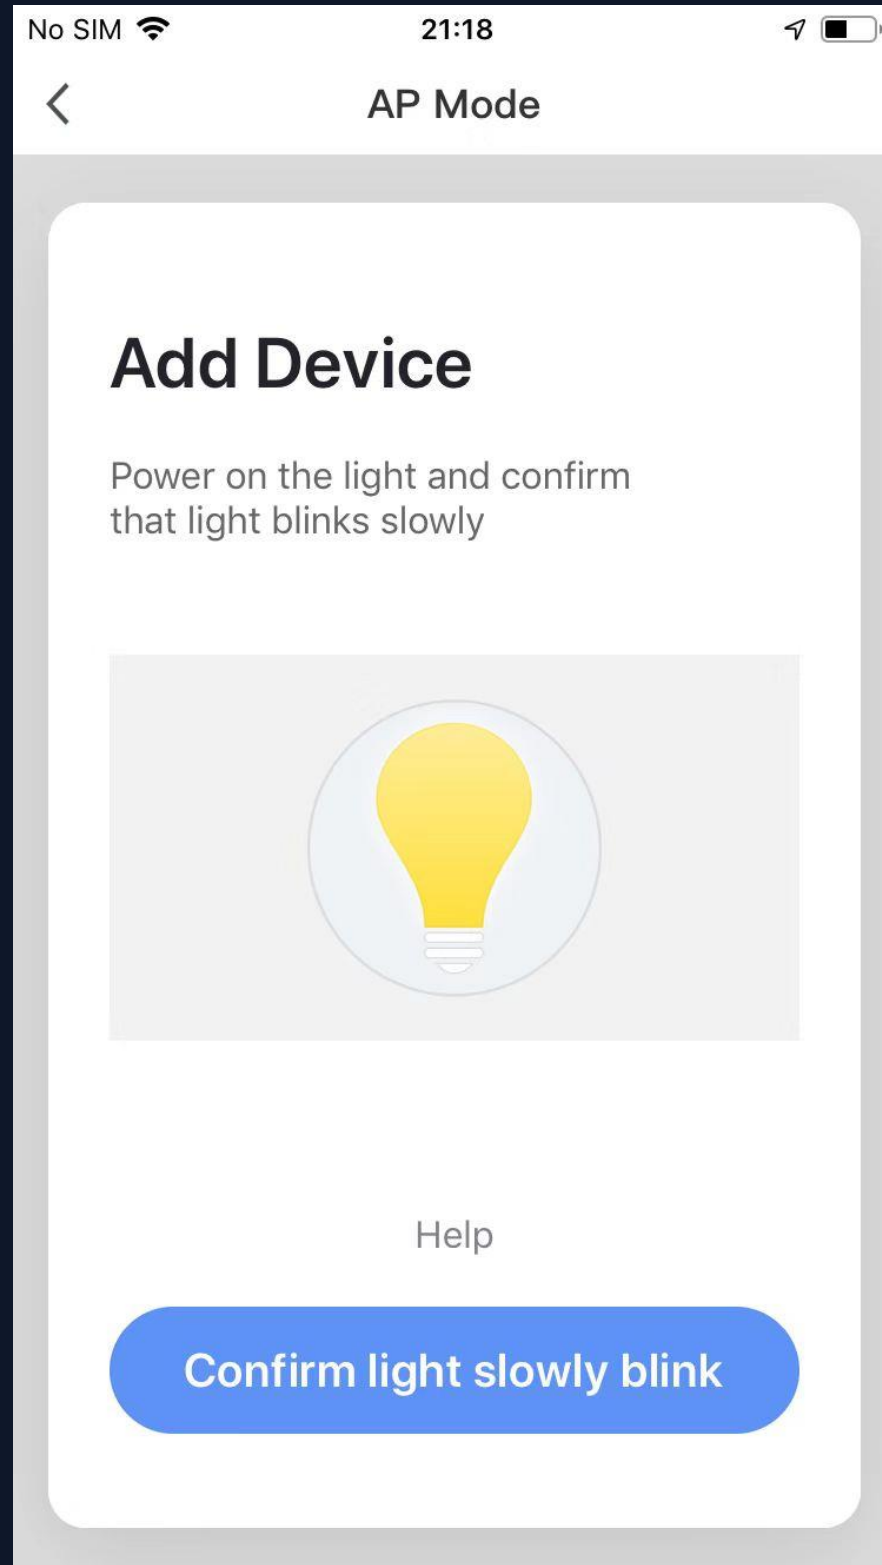 No SIM 21:18
AP Mode
Add Device
Power on the light and confirm
that light blinks slowly
Help
Confirm light slowly blink